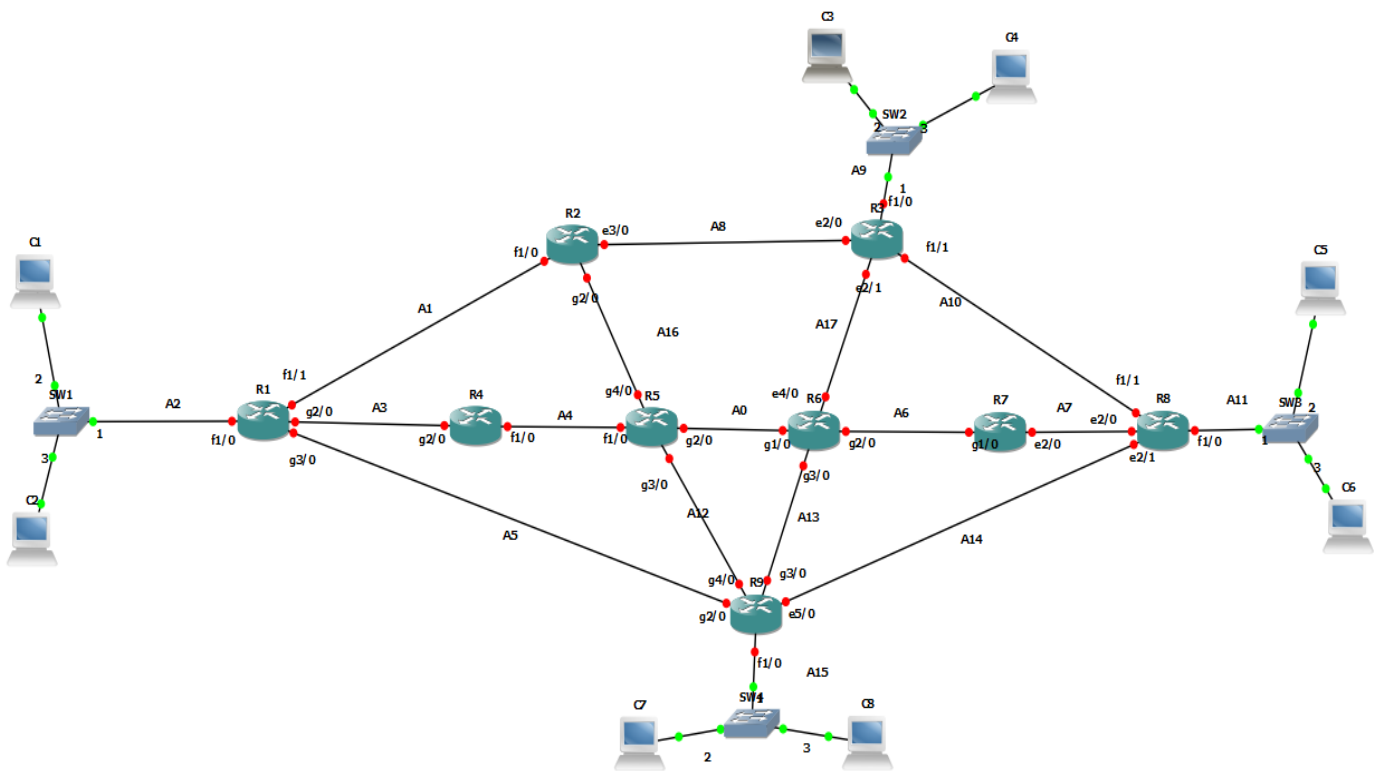 C3
C4
SW2
2
3
A9
1
f1/0
R3
R2
e3/0
A8
e2/0
C1
f1/0
f1/1
C5
g2/0
e2/1
A1
A16
A17
A10
2
SW1
R1
f1/1
g4/0
e4/0
f1/1
A2
g2/0
A3
R4
A4
R5
A0
R6
A6
R7
A7
R8
A11
SW3
2
1
f1/0
g3/0
g2/0
f1/0
f1/0
g2/0
g1/0
g2/0
g1/0
e2/0
e2/0
e2/1
f1/0
1
3
C2
g3/0
g3/0
3
C6
A5
A12
A13
A14
g4/0
R9
g3/0
g2/0
e5/0
f1/0
A15
SW4
1
C7
C8
2
3